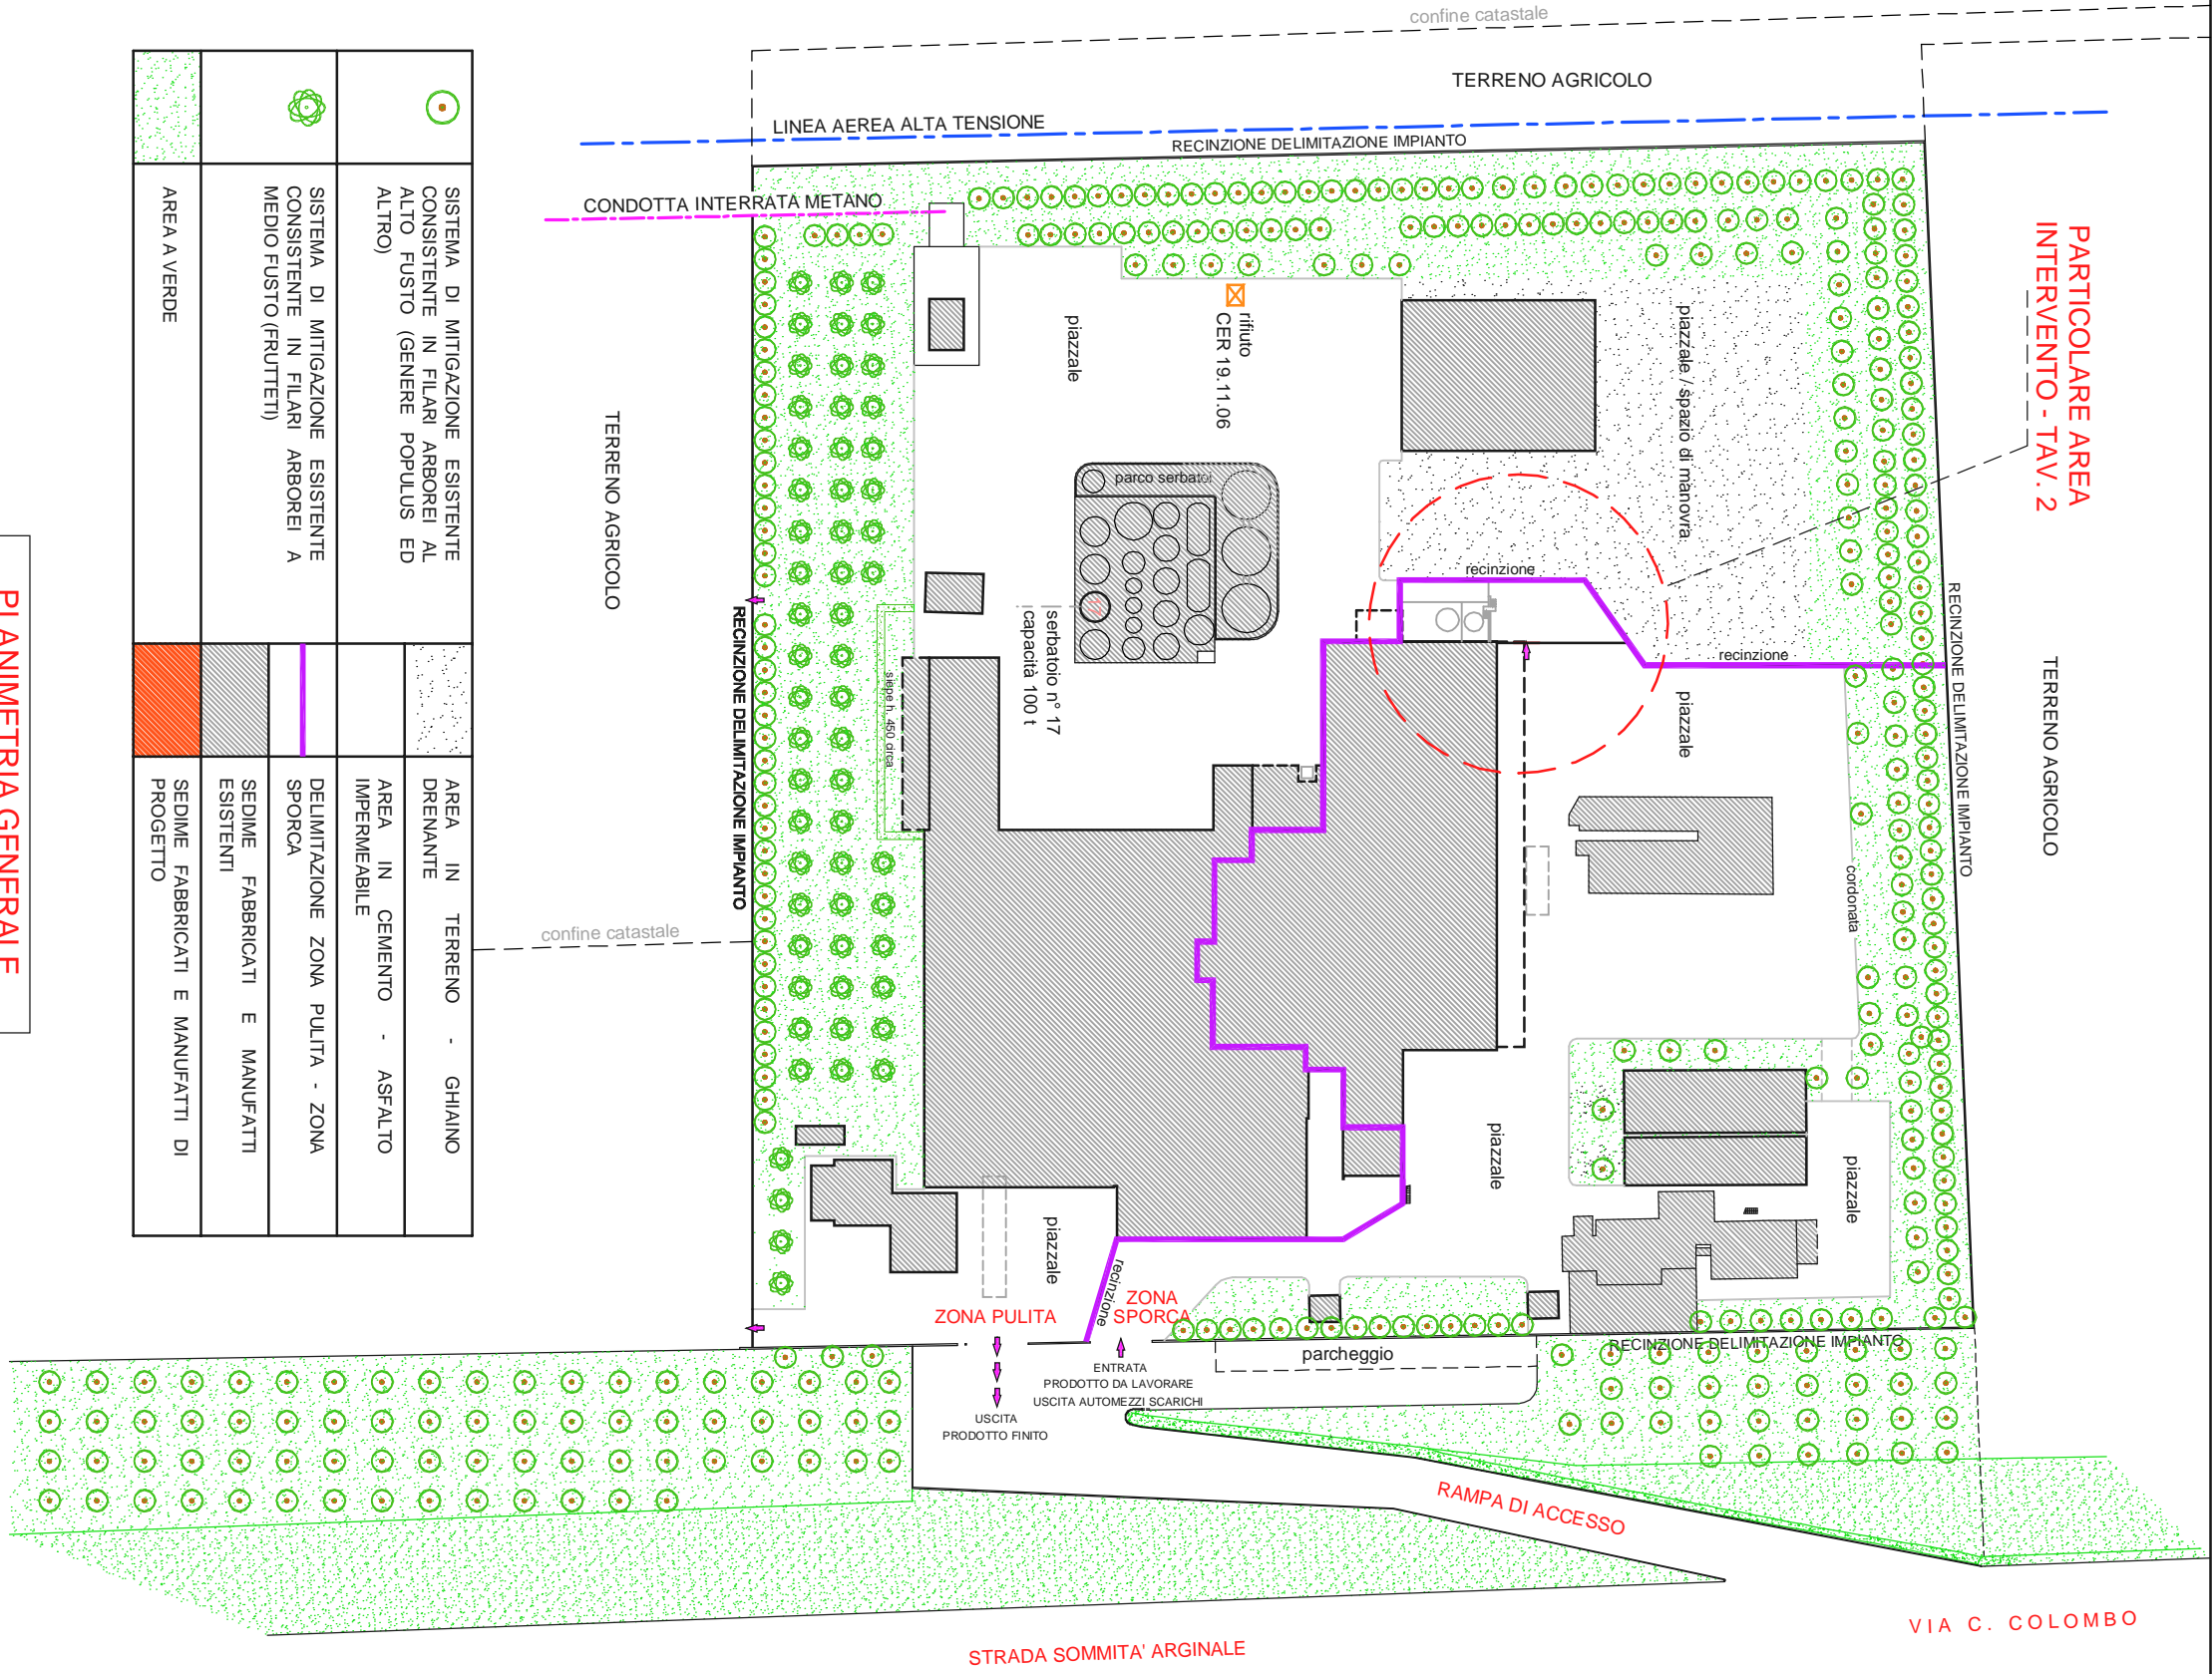 confine catastale
TERRENO AGRICOLO
LINEA AEREA ALTA TENSIONE
RECINZIONE DELIMITAZIONE IMPIANTO
CONDOTTA INTERRATA METANO
PARTICOLARE AREA
INTERVENTO - TAV. 2
SISTEMA DI MITIGAZIONE ESISTENTE
CONSISTENTE IN FILARI ARBOREI AL
ALTO FUSTO (GENERE POPULUS ED
ALTRO)
SISTEMA DI MITIGAZIONE ESISTENTE
CONSISTENTE IN FILARI ARBOREI A
MEDIO FUSTO (FRUTTETI)
AREA A VERDE
AREA IN TERRENO - GHIAINO
DRENANTE
AREA IN CEMENTO - ASFALTO
IMPERMEABILE
DELIMITAZIONE ZONA PULITA - ZONA
SPORCA
SEDIME FABBRICATI E MANUFATTI
ESISTENTI
SEDIME FABBRICATI E MANUFATTI DI
PROGETTO
PLANIMETRIA GENERALE
TERRENO AGRICOLO
piazzale
rifiuto
CER 19.11.06
piazzale / spazio di manovra
parco serbatoi
17
serbatoio n° 17
capacità 100 t
recinzione
recinzione
RECINZIONE DELIMITAZIONE IMPIANTO
TERRENO AGRICOLO
RECINZIONE DELIMITAZIONE IMPIANTO
siepe h. 450 circa
piazzale
cordonata
confine catastale
piazzale
piazzale
piazzale
recinzione
ZONA PULITA
ZONA
SPORCA
RECINZIONE DELIMITAZIONE IMPIANTO
parcheggio
ENTRATA
PRODOTTO DA LAVORARE
USCITA AUTOMEZZI SCARICHI
USCITA
PRODOTTO FINITO
RAMPA DI ACCESSO
VIA C. COLOMBO
STRADA SOMMITA' ARGINALE